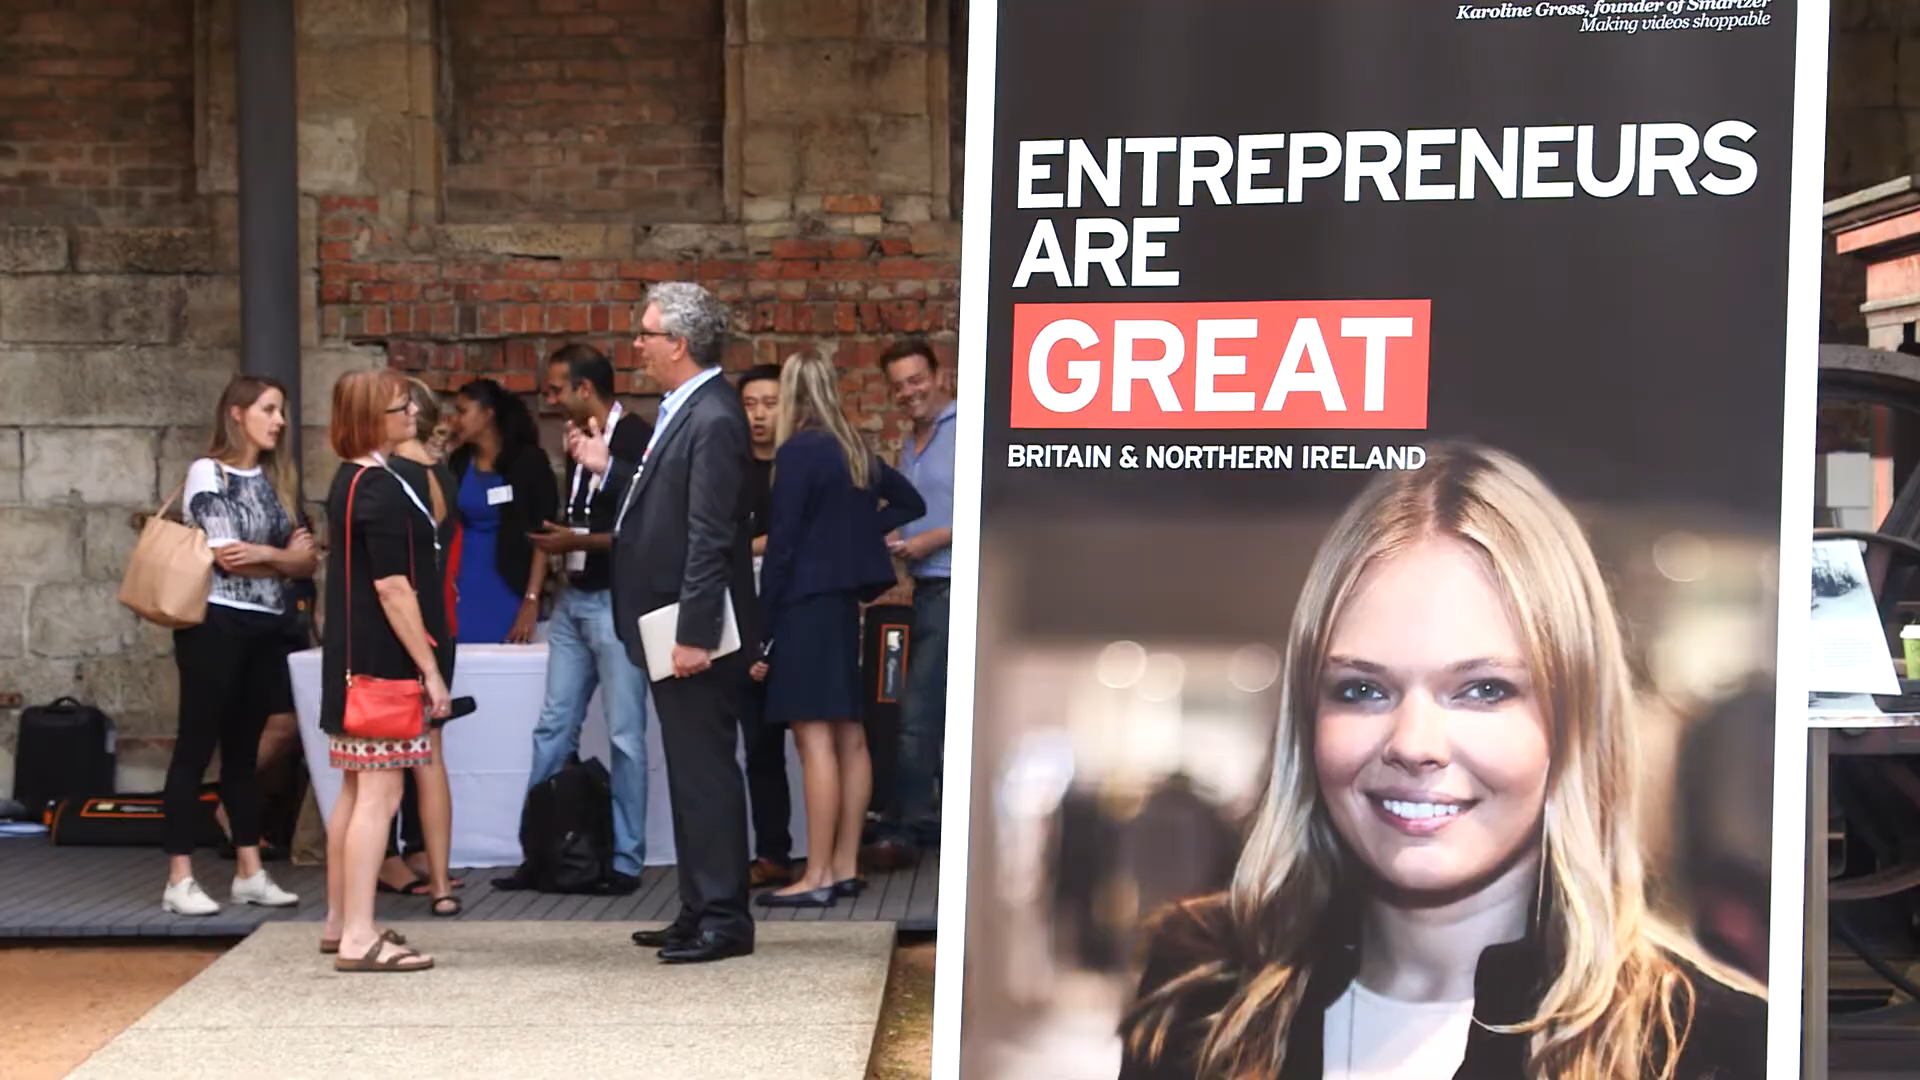 Karoline Gross, founder of Smartzer
Making videos shoppable
ENTREPRENEURS
ARE
GREAT
BRITAIN & NORTHERN IRELAND